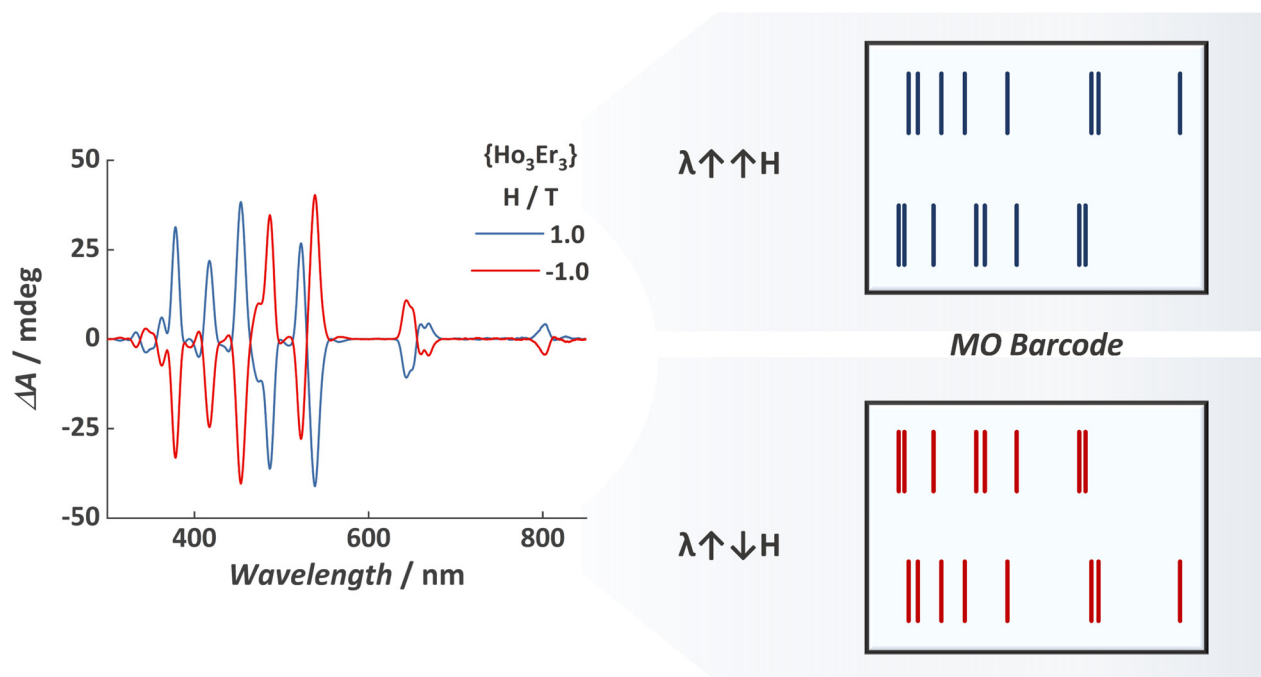 {Ho₃Er₃}
H / T
1.0
-1.0
50
25
0
-25
-50
ΔA / mdeg
400
600
800
Wavelength / nm
λ↑↑H
MO Barcode
λ↑↓H